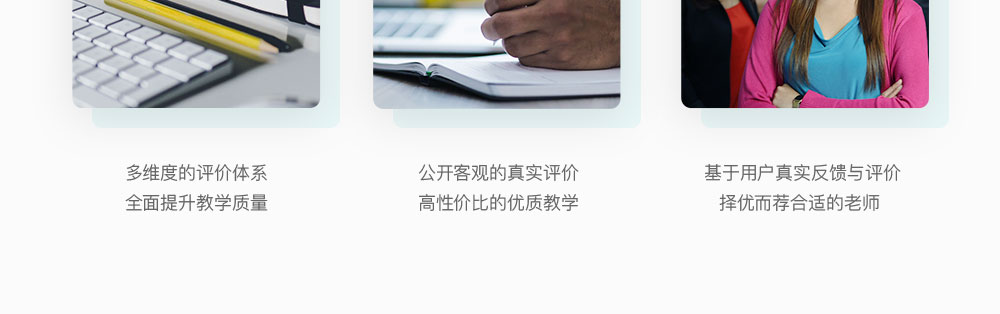 多维度的评价体系
全面提升教学质量
公开客观的真实评价
高性价比的优质教学
基于用户真实反馈与评价
择优而荐合适的老师